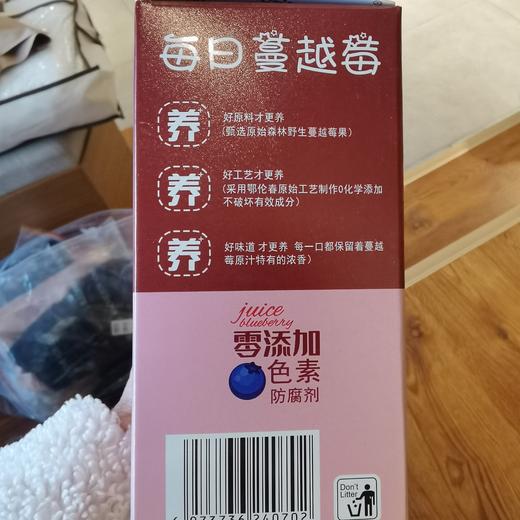 每日蔓越莓
养
好原料才更养
(甄选原始森林野生蔓越莓果)
养
好工艺才更养
(采用鄂伦春原始工艺制作0化学添加
不破坏有效成分)
养
好味道 才更养 每一口都保留着蔓越
莓原汁特有的浓香)
juice
blueberry
零添加
色素
防腐剂
Don't
Litter
6 973736 240702